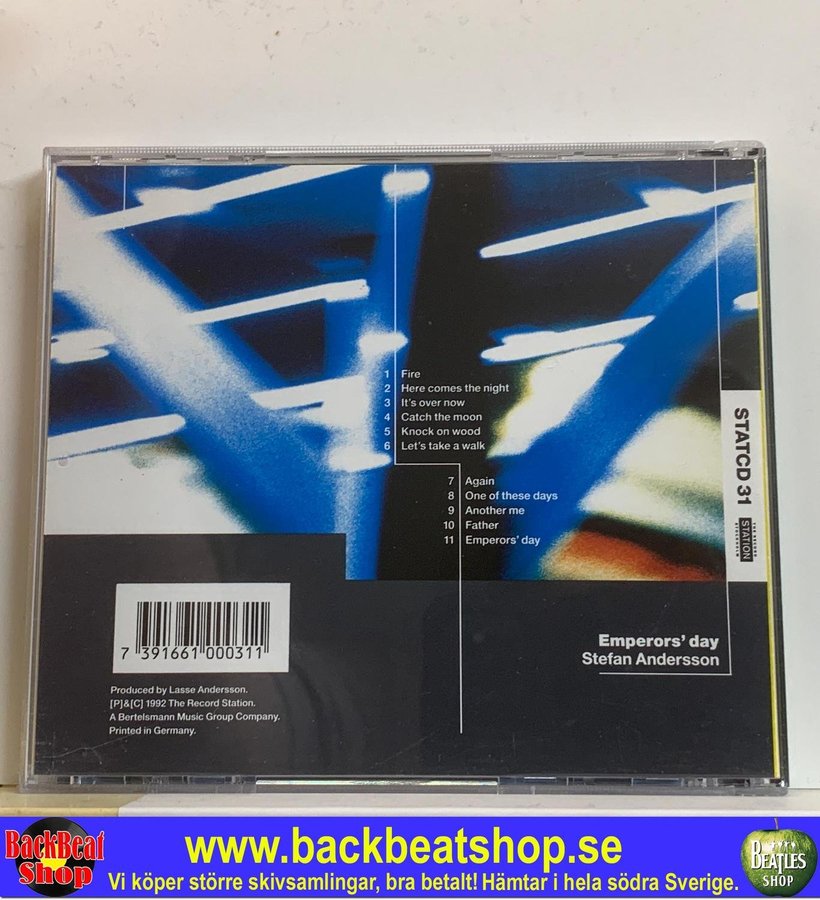 1 Fire
2 Here comes the night
3 It's over now
4 Catch the moon
5 Knock on wood
6 Let's take a walk
7 Again
8 One of these days
9 Another me
10 Father
11 Emperors' day
STATCD 31
STATION
STOCKHOLM
Emperors' day
Stefan Andersson
7 391661 000311
Produced by Lasse Andersson.
[P]&[C] 1992 The Record Station.
A Bertelsmann Music Group Company.
Printed in Germany.
BackBeat
Shop
www.backbeatshop.se
Vi köper större skivsamlingar, bra betalt! Hämtar i hela södra Sverige.
BEATLES
SHOP